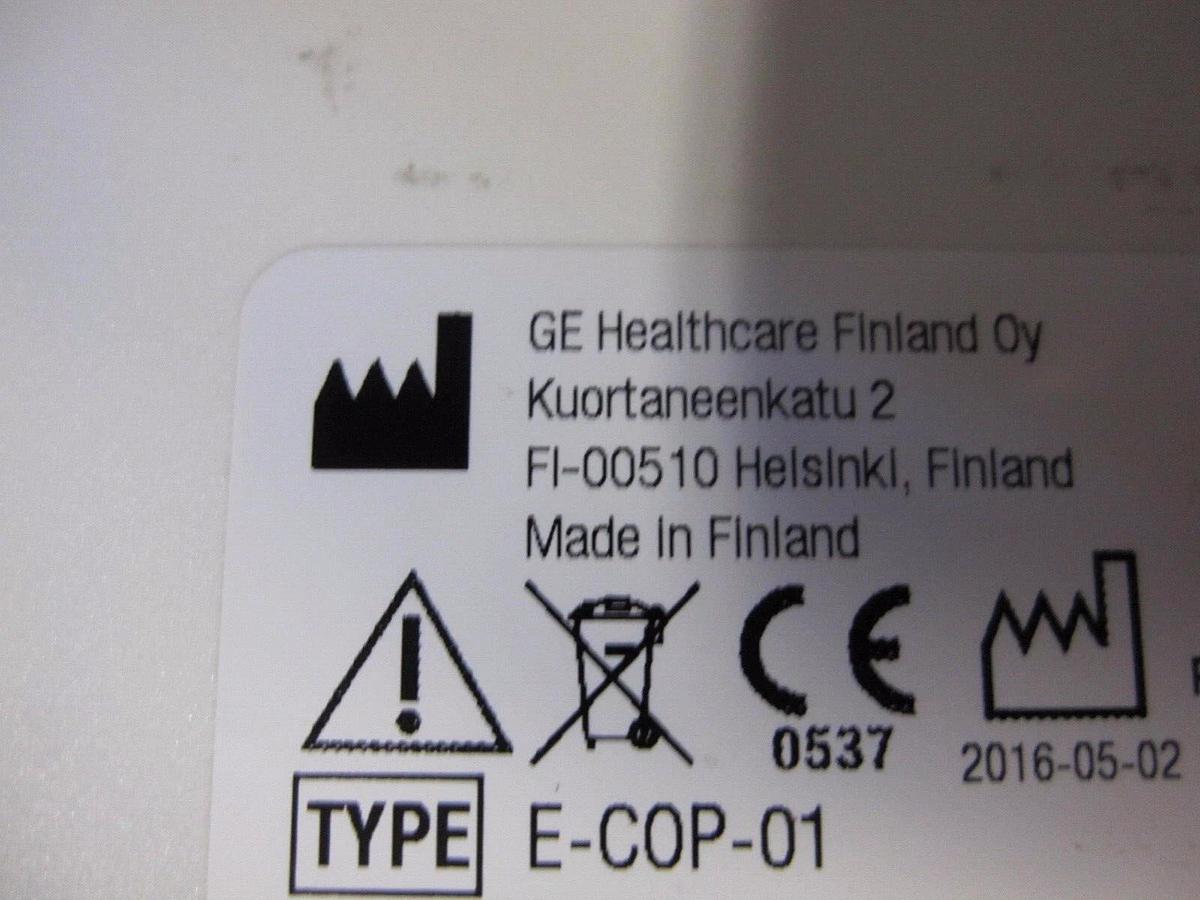 GE Healthcare Finland Oy
Kuortaneenkatu 2
FI-00510 Helsinki, Finland
Made in Finland
CE
0537
2016-05-02
TYPE E-COP-01